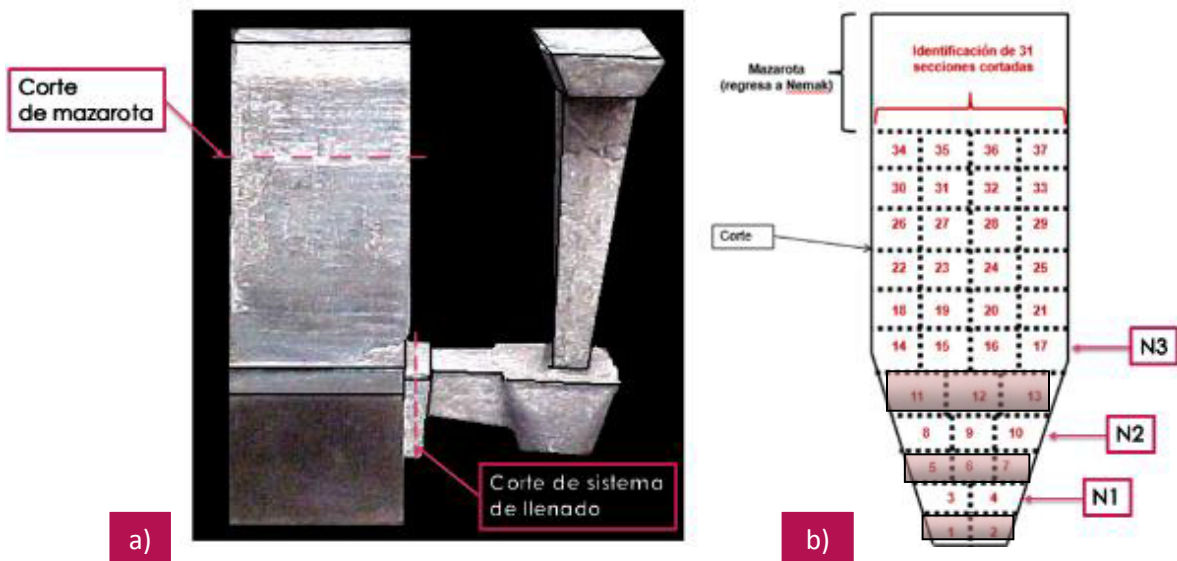 Corte
de mazarota
Corte de sistema
de llenado
a)
Identificación de 31
secciones cortadas
Mazarota
(regresa a Nemak)
34 35 36 37
30 31 32 33
26 27 28 29
Corte
22 23 24 25
18 19 20 21
14 15 16 17
N3
11 12 13
8 9 10
N2
5 6 7
3 4
N1
1 2
b)